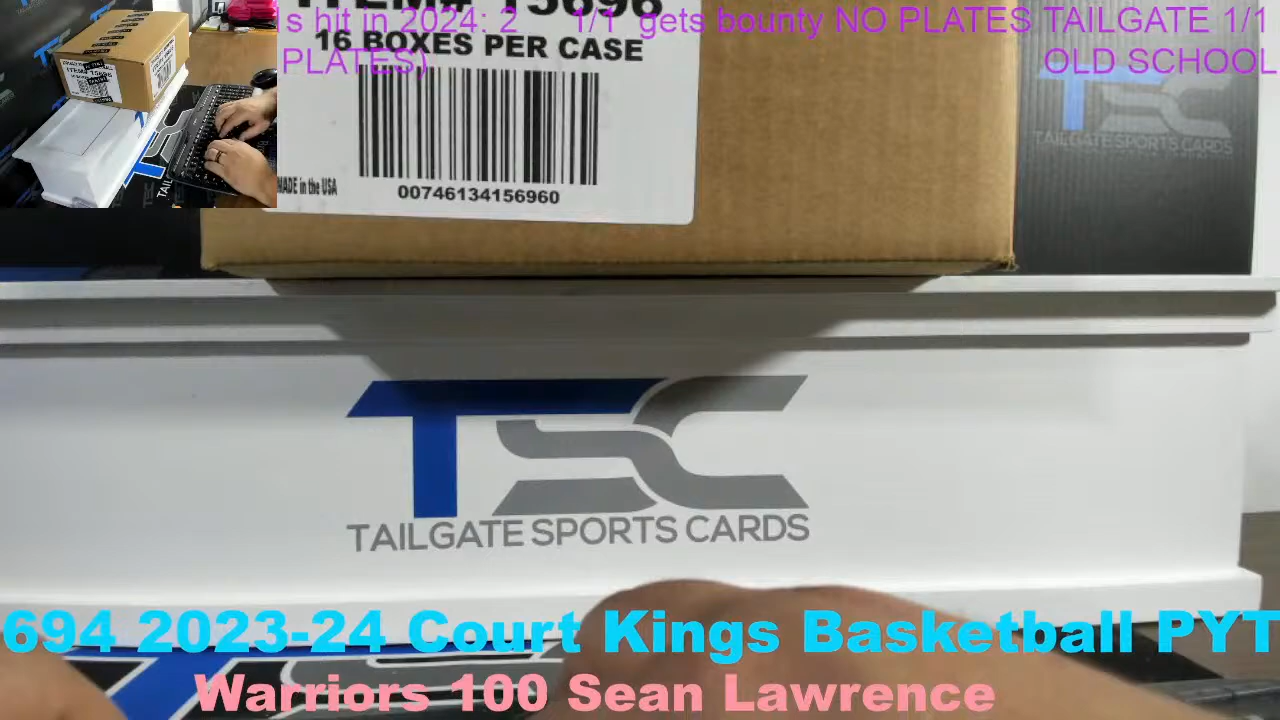 s hit in 2024: 2 1/1 gets bounty NO PLATES TAILGATE 1/1
PLATES) OLD SCHOOL
ITEM# 15696
16 BOXES PER CASE
MADE in the USA
00746134156960
TSC
TAILGATE SPORTS CARDS
TSC
TAILGATE SPORTS CARDS
694 2023-24 Court Kings Basketball PYT
Warriors 100 Sean Lawrence